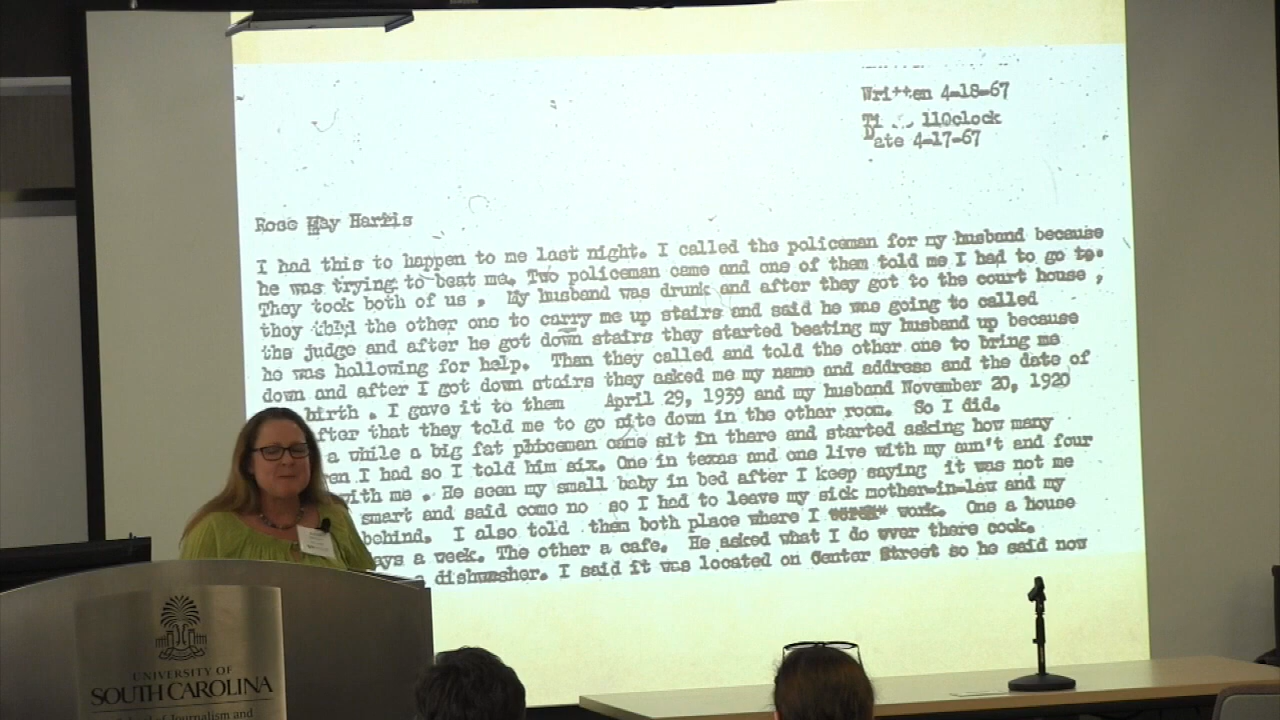 Written 4-18-67
11Oclock
Date 4-17-67
Rose May Harris
I had this to happen to me last night. I called the policeman for my husband because
he was trying to beat me. Two policeman came and one of them told me I had to go to.
They took both of us , My husband was drunk and after they got to the court house ,
they the other one to carry me up stairs and said he was going to called
the judge and after he got down stairs they started beating my husband up because
he was hollowing for help. Than they called and told the other one to bring me
down and after I got down stairs they asked me my name and address and the date of
birth . I gave it to them April 29, 1939 and my husband November 20, 1920
fter that they told me to go rite down in the other room. So I did.
a while a big fat came sit in there and started asking how many
en I had so I told him six. One in texas and one live with my aun't and four
with me . He seen my small baby in bed after I keep saying it was not me
smart and said come no so I had to leave my sick mother-in-law and my
behind. I also told them both place where I work. One a house
ays a week. The other a cafe. He asked what I do over there cook.
dishwasher. I said it was located on Center Street so he said now
UNIVERSITY OF
SOUTH CAROLINA
School of Journalism and